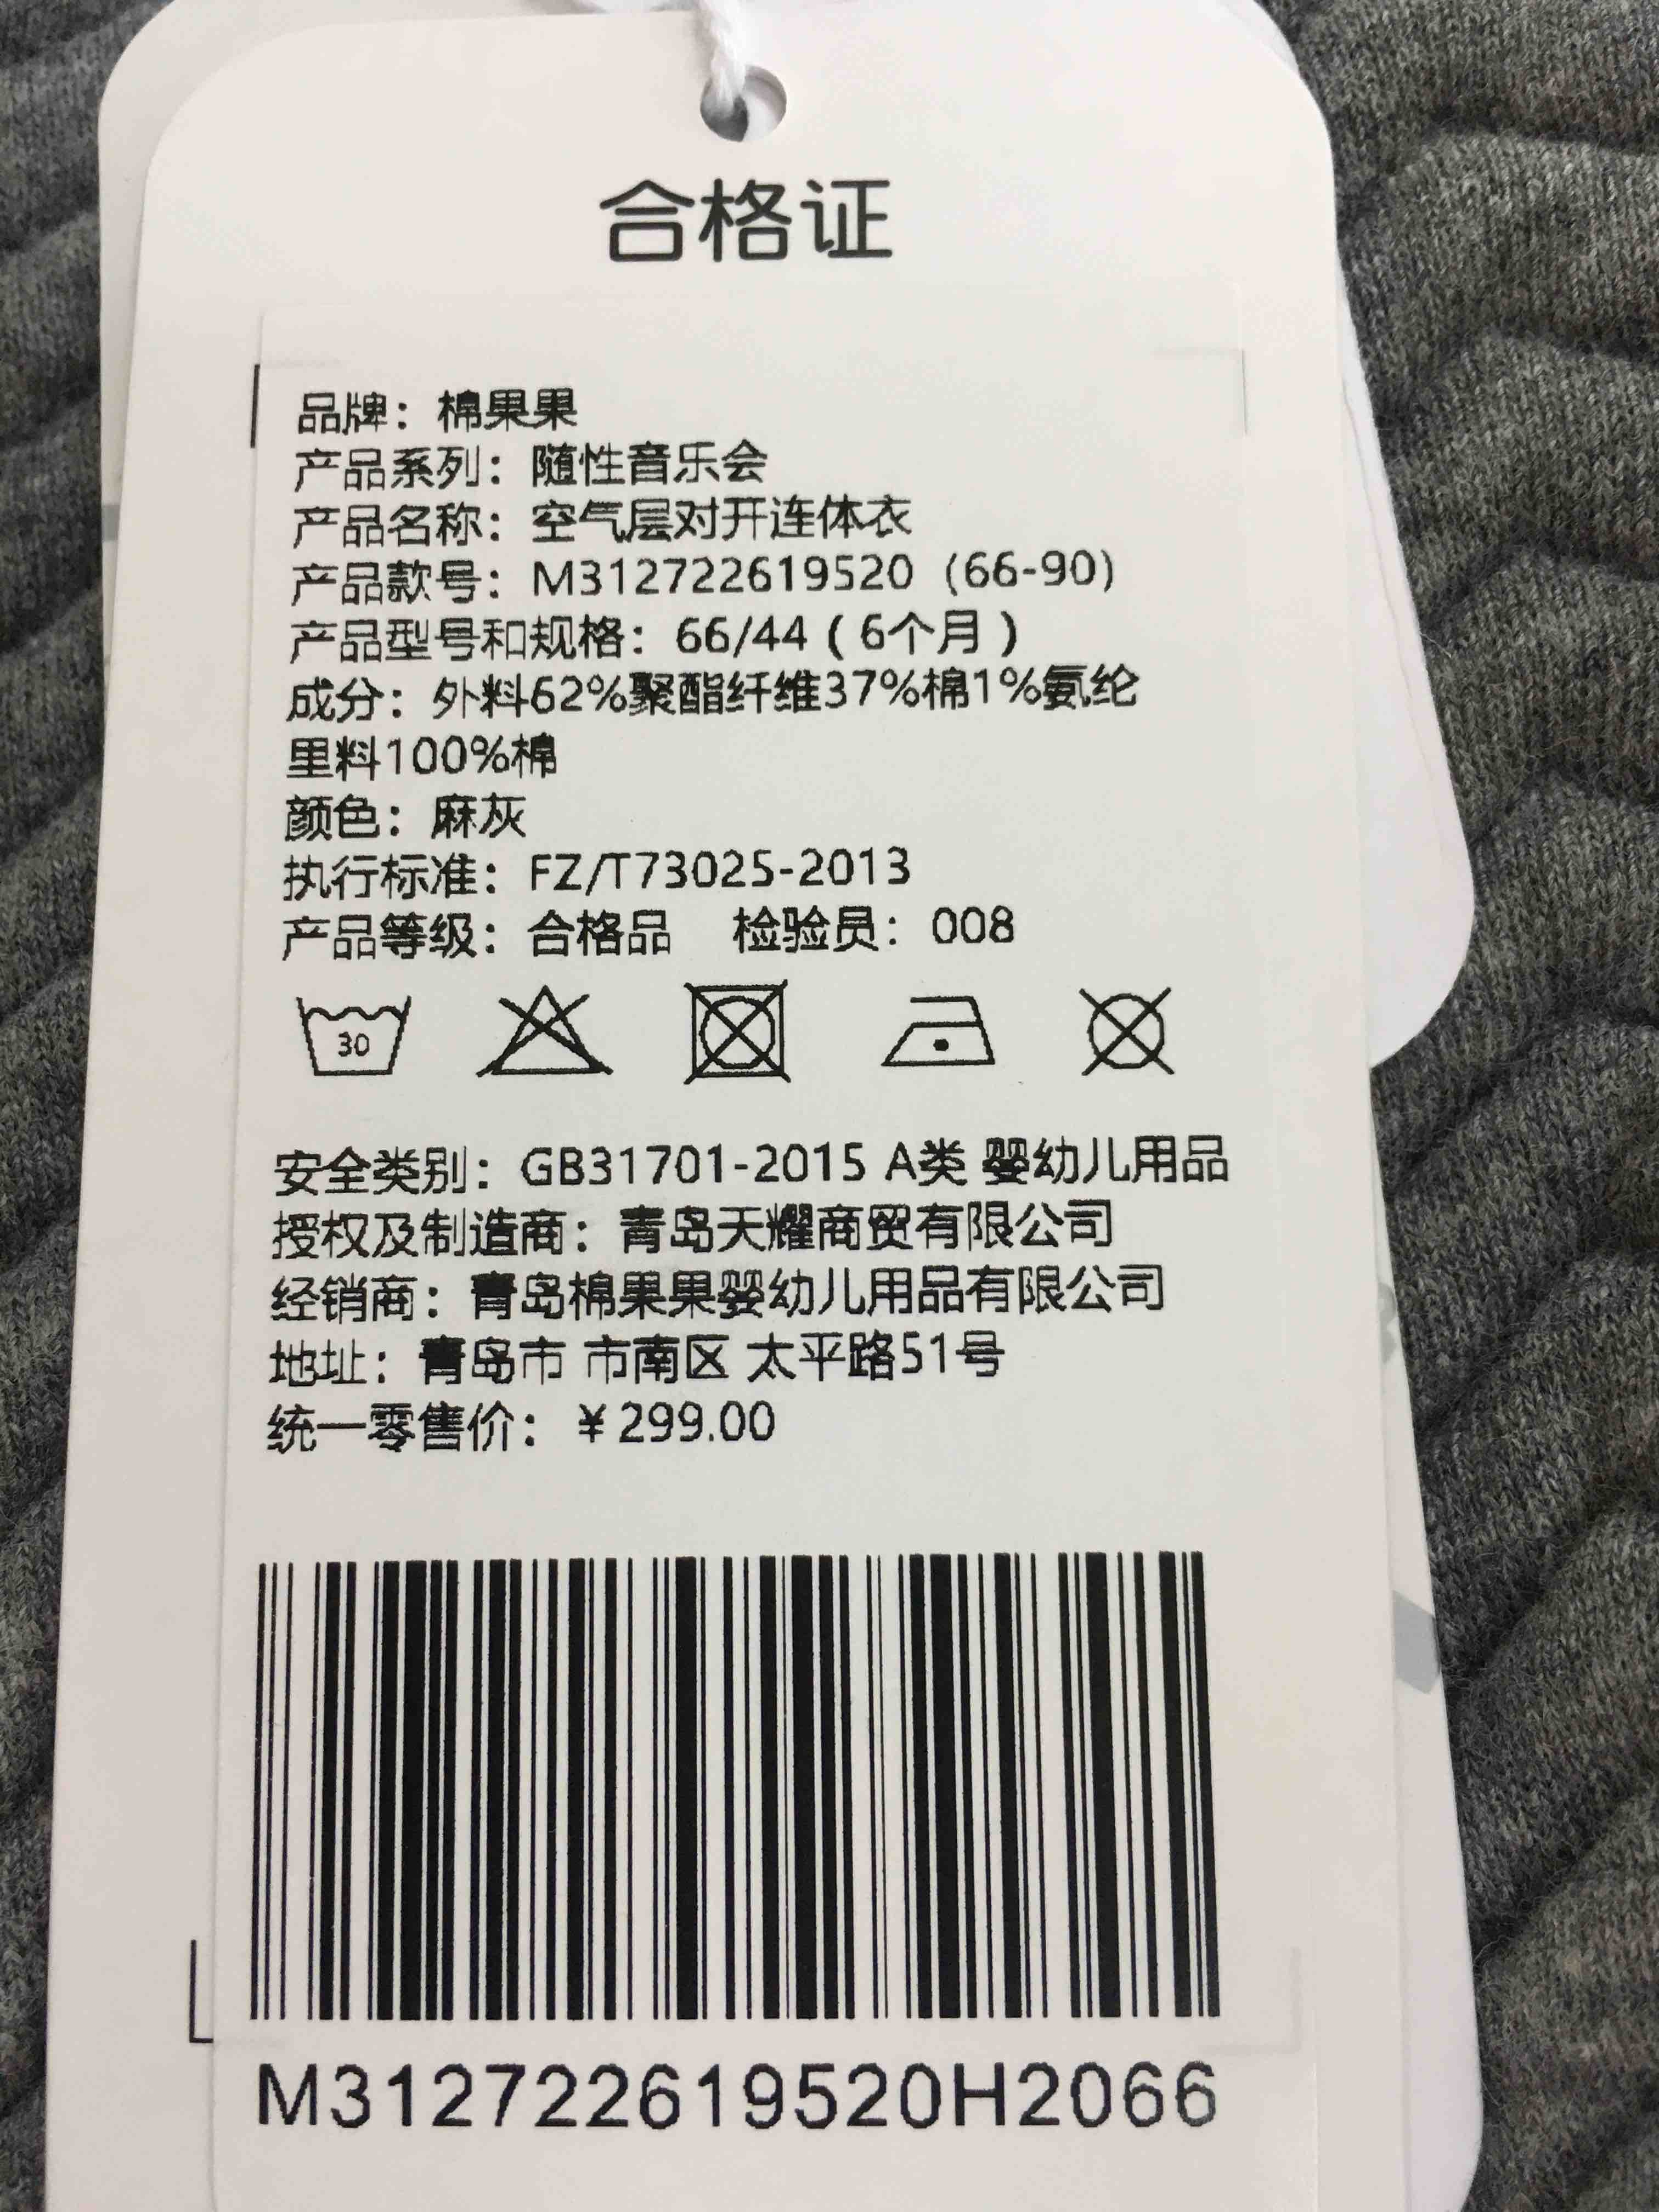 合格证
品牌：棉果果
产品系列：随性音乐会
产品名称：空气层对开连体衣
产品款号：M312722619520（66-90）
产品型号和规格：66/44（6个月）
成分：外料62%聚酯纤维37%棉1%氨纶
里料100%棉
颜色：麻灰
执行标准：FZ/T73025-2013
产品等级：合格品 检验员：008
30
安全类别：GB31701-2015 A类 婴幼儿用品
授权及制造商：青岛天耀商贸有限公司
经销商：青岛棉果果婴幼儿用品有限公司
地址：青岛市 市南区 太平路51号
统一零售价：￥299.00
M312722619520H2066